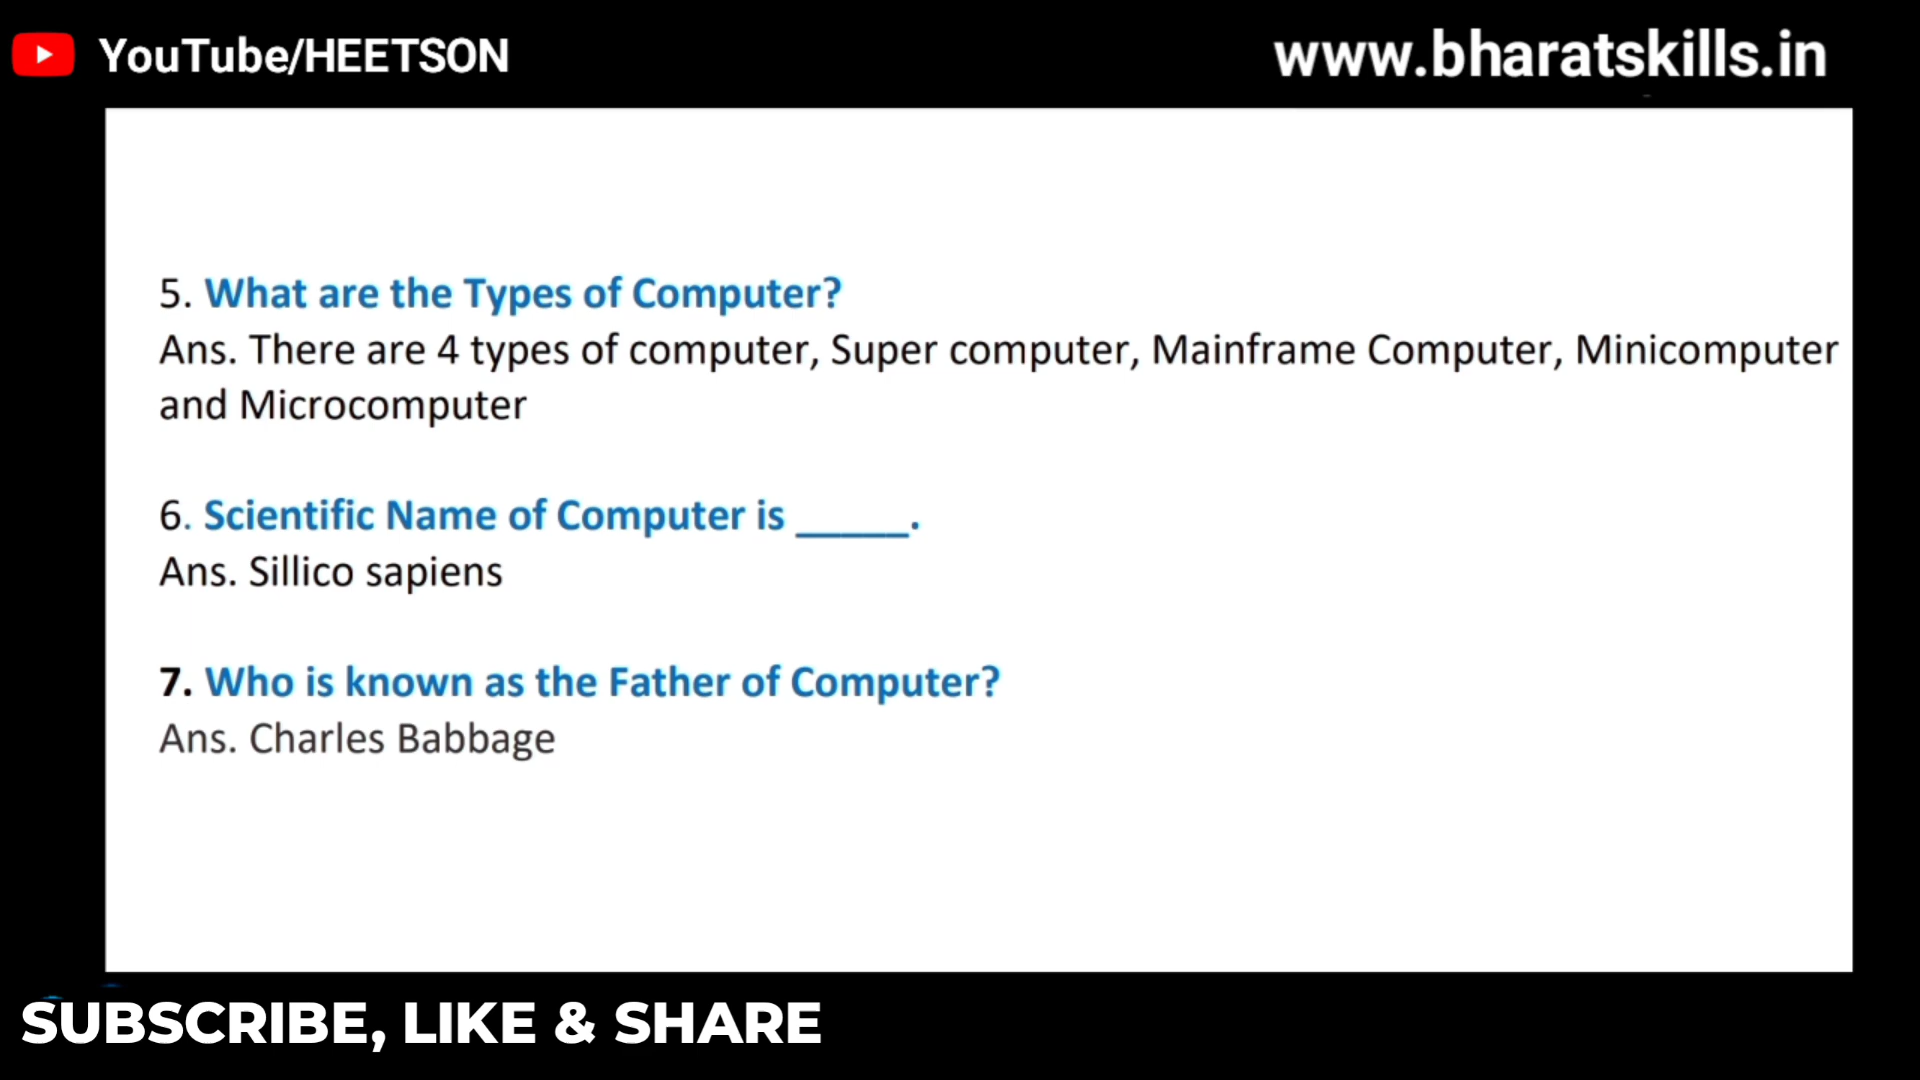 YouTube/HEETSON
www.bharatskills.in
5. What are the Types of Computer?
Ans. There are 4 types of computer, Super computer, Mainframe Computer, Minicomputer
and Microcomputer
6. Scientific Name of Computer is _____.
Ans. Sillico sapiens
7. Who is known as the Father of Computer?
Ans. Charles Babbage
SUBSCRIBE, LIKE & SHARE